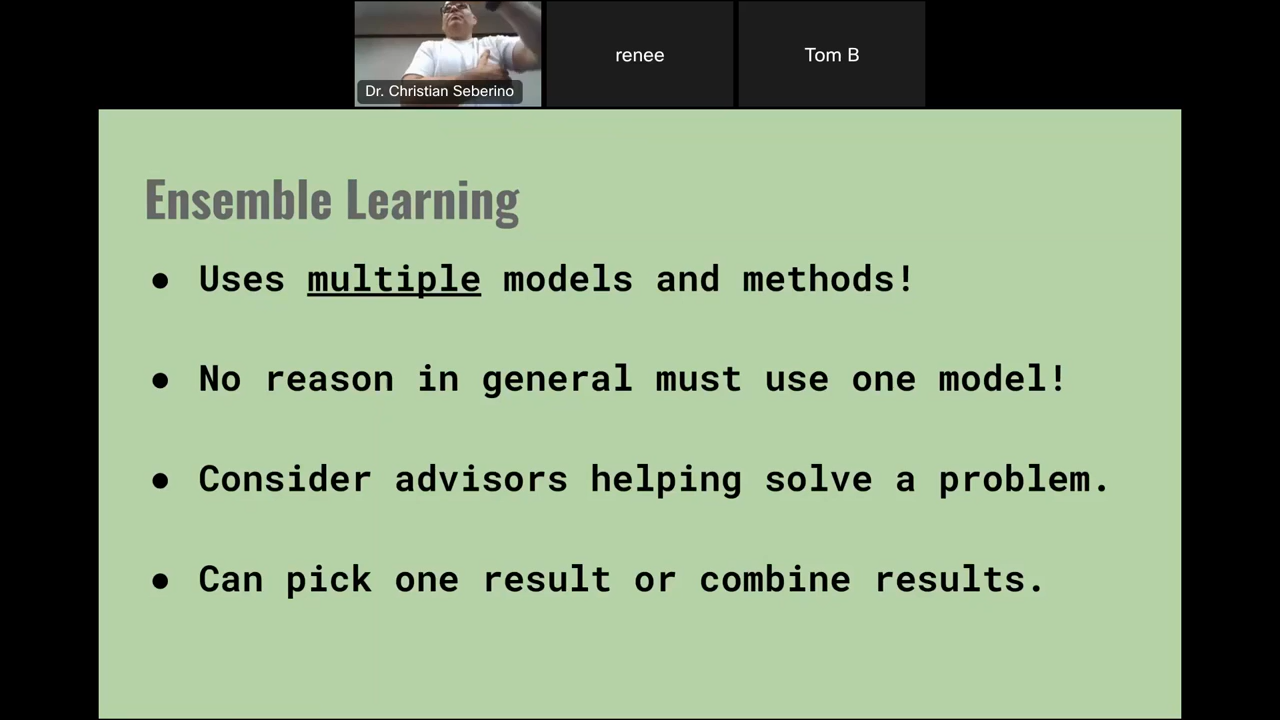 Dr. Christian Seberino
renee
Tom B
Ensemble Learning
● Uses multiple models and methods!
● No reason in general must use one model!
● Consider advisors helping solve a problem.
● Can pick one result or combine results.